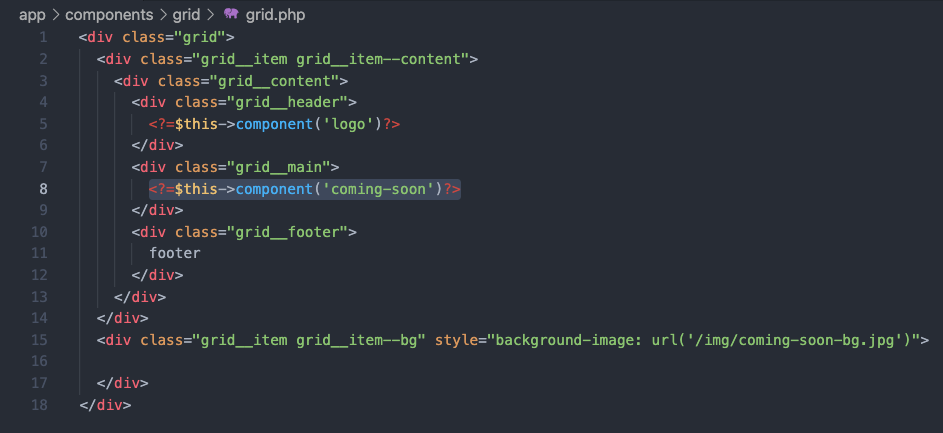 app > components > grid > grid.php
1 <div class="grid">
2 <div class="grid__item grid__item--content">
3 <div class="grid__content">
4 <div class="grid__header">
5 <?=$this->component('logo')?>
6 </div>
7 <div class="grid__main">
8 <?=$this->component('coming-soon')?>
9 </div>
10 <div class="grid__footer">
11 footer
12 </div>
13 </div>
14 </div>
15 <div class="grid__item grid__item--bg" style="background-image: url('/img/coming-soon-bg.jpg')">
16
17 </div>
18 </div>